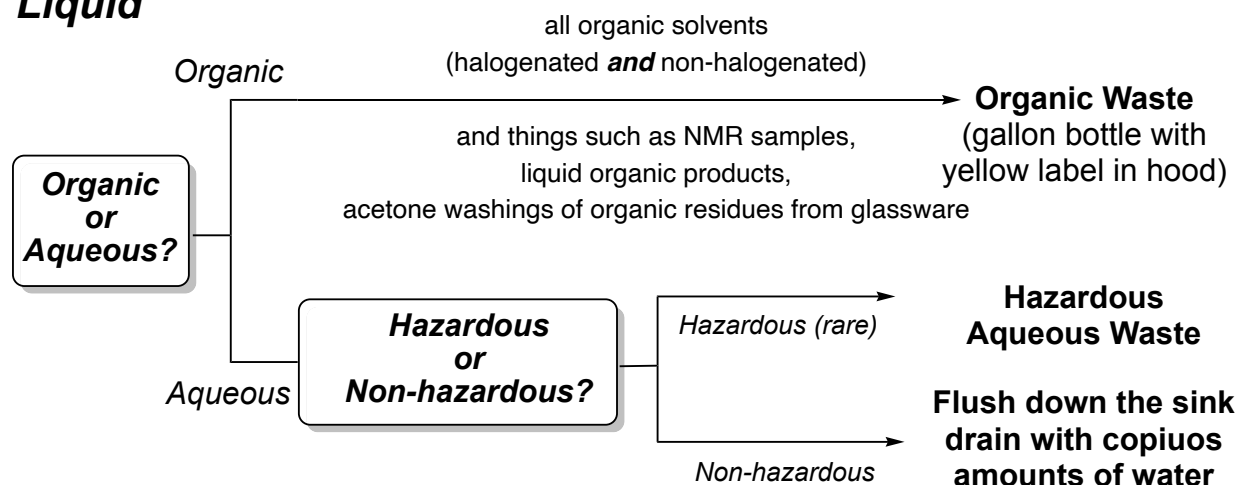 Liquid
all organic solvents
(halogenated and non-halogenated)
Organic
Organic Waste
(gallon bottle with
yellow label in hood)
and things such as NMR samples,
liquid organic products,
acetone washings of organic residues from glassware
Organic
or
Aqueous?
Hazardous
or
Non-hazardous?
Aqueous
Hazardous (rare)
Hazardous
Aqueous Waste
Non-hazardous
Flush down the sink
drain with copiuos
amounts of water